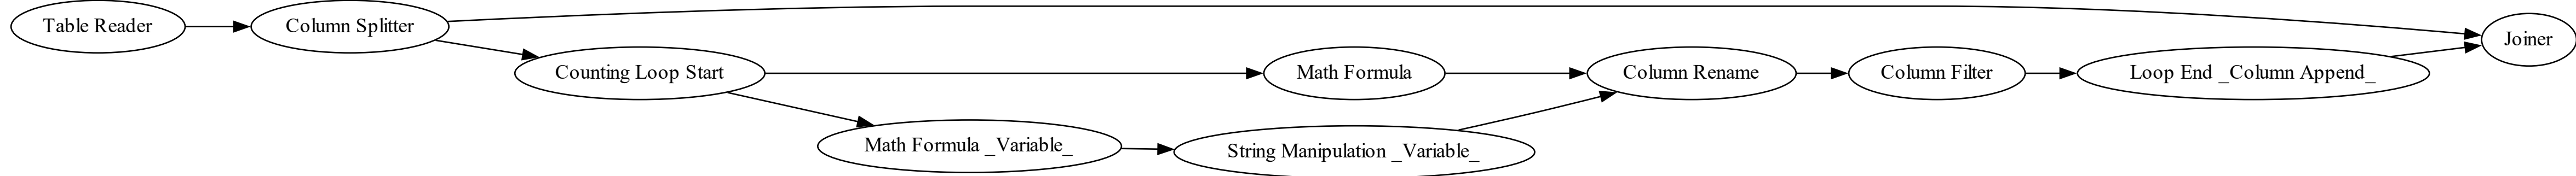 Table Reader
Column Splitter
Counting Loop Start
Math Formula
Column Rename
Column Filter
Loop End _Column Append_
Joiner
Math Formula _Variable_
String Manipulation _Variable_